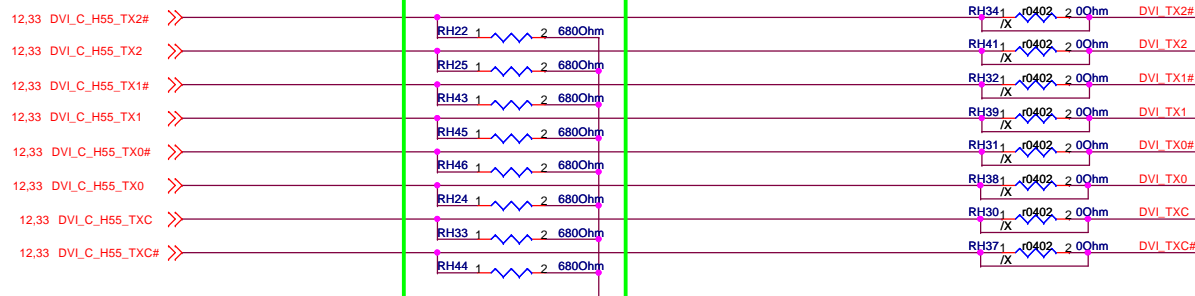 12,33 DVI_C_H55_TX2# RH34 1 r0402 2 0Ohm DVI_TX2#
/X
RH22 1 2 680Ohm
12,33 DVI_C_H55_TX2 RH41 1 r0402 2 0Ohm DVI_TX2
/X
RH25 1 2 680Ohm
12,33 DVI_C_H55_TX1# RH32 1 r0402 2 0Ohm DVI_TX1#
/X
RH43 1 2 680Ohm
12,33 DVI_C_H55_TX1 RH39 1 r0402 2 0Ohm DVI_TX1
/X
RH45 1 2 680Ohm
12,33 DVI_C_H55_TX0# RH31 1 r0402 2 0Ohm DVI_TX0#
/X
RH46 1 2 680Ohm
12,33 DVI_C_H55_TX0 RH38 1 r0402 2 0Ohm DVI_TX0
/X
RH24 1 2 680Ohm
12,33 DVI_C_H55_TXC RH30 1 r0402 2 0Ohm DVI_TXC
/X
RH33 1 2 680Ohm
12,33 DVI_C_H55_TXC# RH37 1 r0402 2 0Ohm DVI_TXC#
/X
RH44 1 2 680Ohm